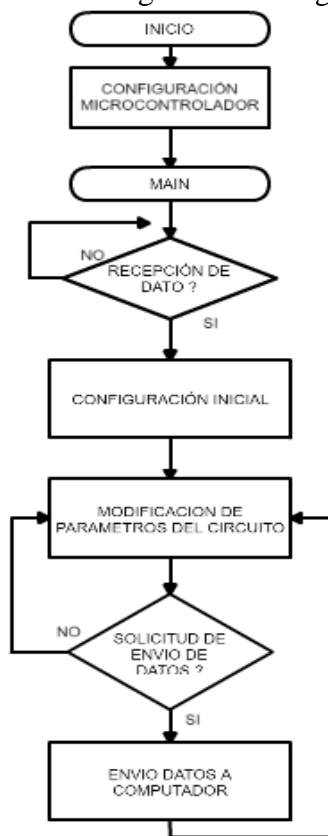 INICIO
CONFIGURACIÓN
MICROCONTROLADOR
MAIN
NO
RECEPCIÓN DE
DATO ?
SI
CONFIGURACIÓN INICIAL
MODIFICACION DE
PARAMETROS DEL CIRCUITO
NO
SOLICITUD DE
ENVIO DE
DATOS ?
SI
ENVIO DATOS A
COMPUTADOR